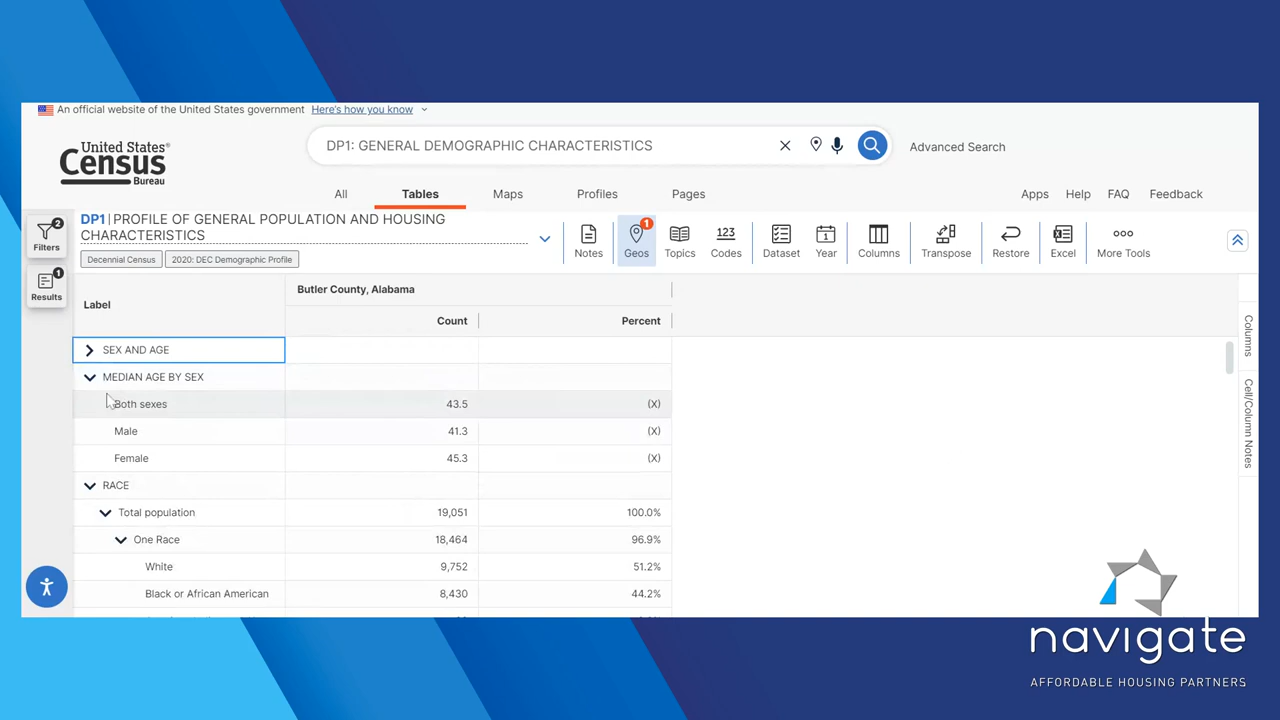 An official website of the United States government Here's how you know
United States
Census
Bureau
DP1: GENERAL DEMOGRAPHIC CHARACTERISTICS
Advanced Search
All Tables Maps Profiles Pages
Apps Help FAQ Feedback
2
Filters
1
Results
DP1 | PROFILE OF GENERAL POPULATION AND HOUSING
CHARACTERISTICS
Decennial Census 2020: DEC Demographic Profile
Notes
1
Geos
Topics
123
Codes
Dataset
1
Year
Columns
Transpose
Restore
Excel
More Tools
Label
Butler County, Alabama
Count Percent
SEX AND AGE
MEDIAN AGE BY SEX
Both sexes 43.5 (X)
Male 41.3 (X)
Female 45.3 (X)
RACE
Total population 19,051 100.0%
One Race 18,464 96.9%
White 9,752 51.2%
Black or African American 8,430 44.2%
Columns
Cell/Column Notes
navigate
AFFORDABLE HOUSING PARTNERS